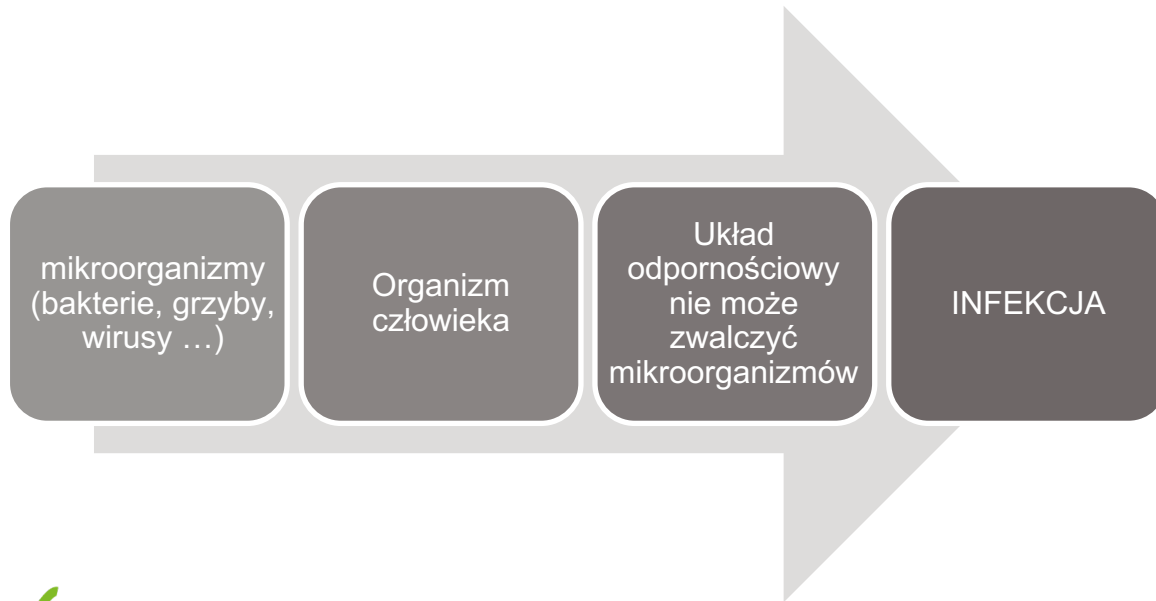 mikroorganizmy
(bakterie, grzyby,
wirusy …)
Organizm
człowieka
Układ
odpornościowy
nie może
zwalczyć
mikroorganizmów
INFEKCJA